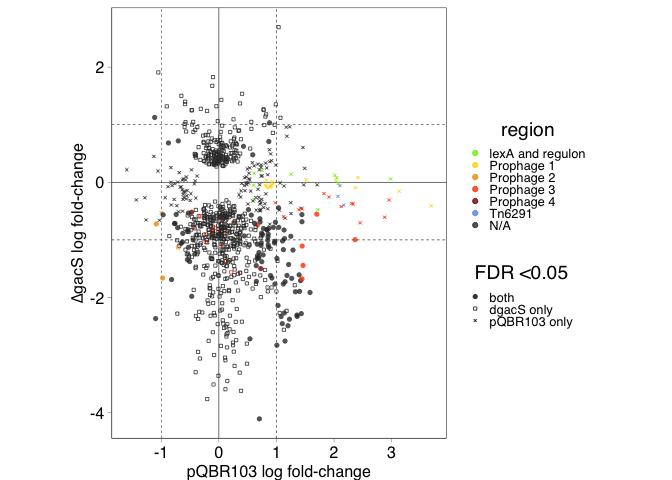 2
0
-2
-4
ΔgacS log fold-change
-1
0
1
2
3
pQBR103 log fold-change
region
lexA and regulon
Prophage 1
Prophage 2
Prophage 3
Prophage 4
Tn6291
N/A
FDR <0.05
both
dgacS only
pQBR103 only